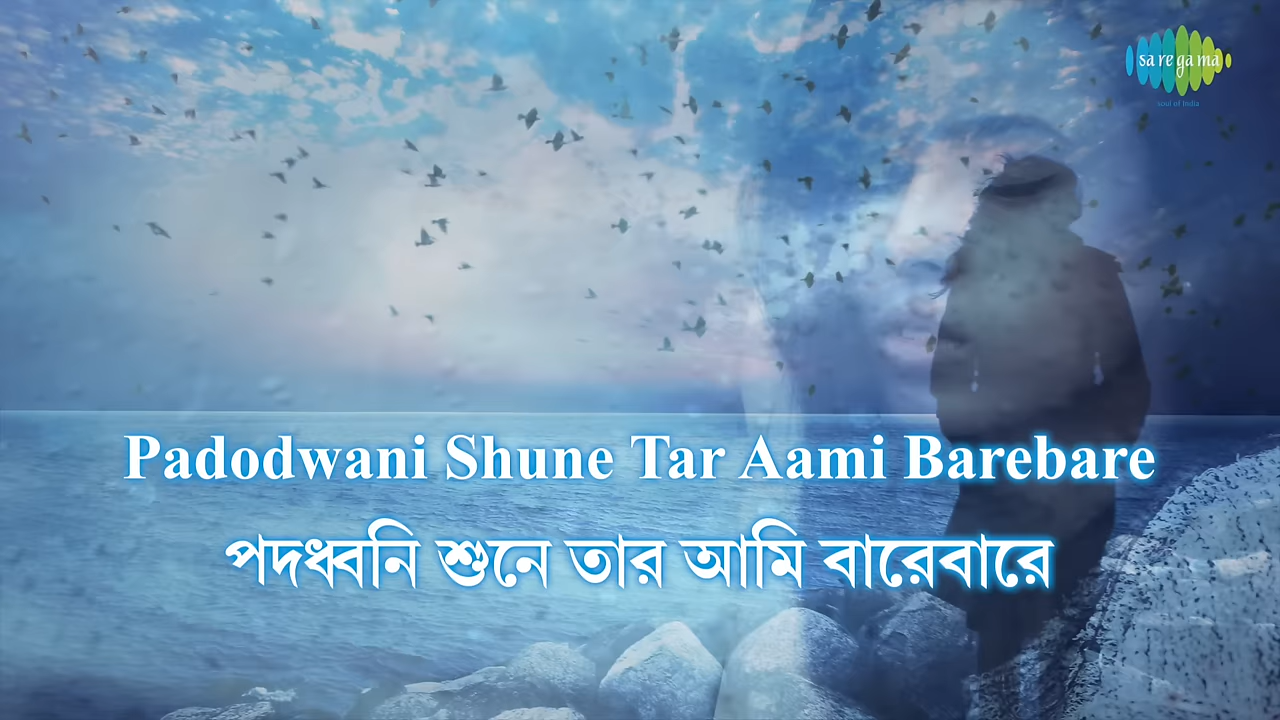 sa re ga ma
soul of India
Padodwani Shune Tar Aami Barebare
পদধ্বনি শুনে তার আমি বারেবারে